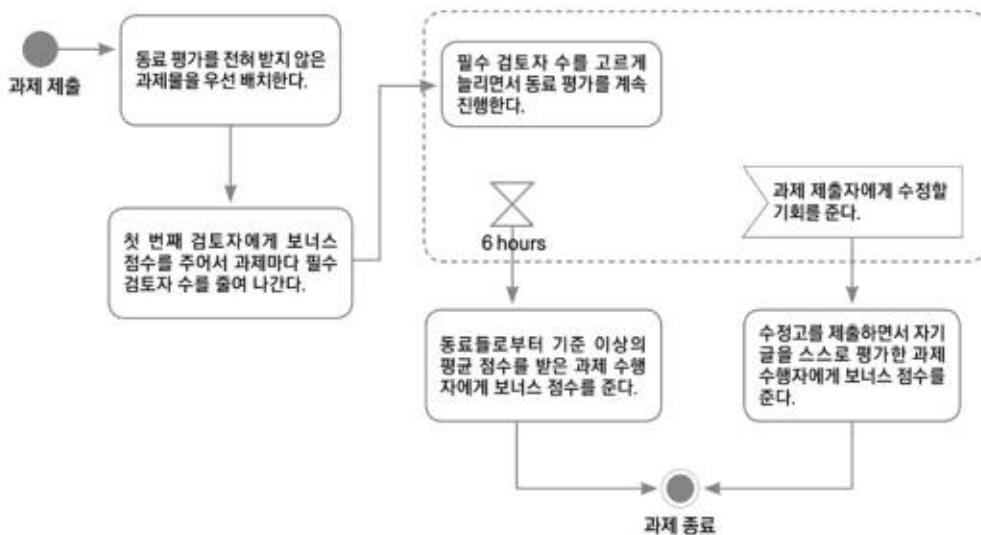 과제 제출
동료 평가를 전혀 받지 않은
과제물을 우선 배치한다.
첫 번째 검토자에게 보너스
점수를 주어서 과제마다 필수
검토자 수를 줄여 나간다.
필수 검토자 수를 고르게
늘리면서 동료 평가를 계속
진행한다.
6 hours
과제 제출자에게 수정할
기회를 준다.
동료들로부터 기준 이상의
평균 점수를 받은 과제 수행
자에게 보너스 점수를 준다.
수정고를 제출하면서 자기
글을 스스로 평가한 과제
수행자에게 보너스 점수를
준다.
과제 종료